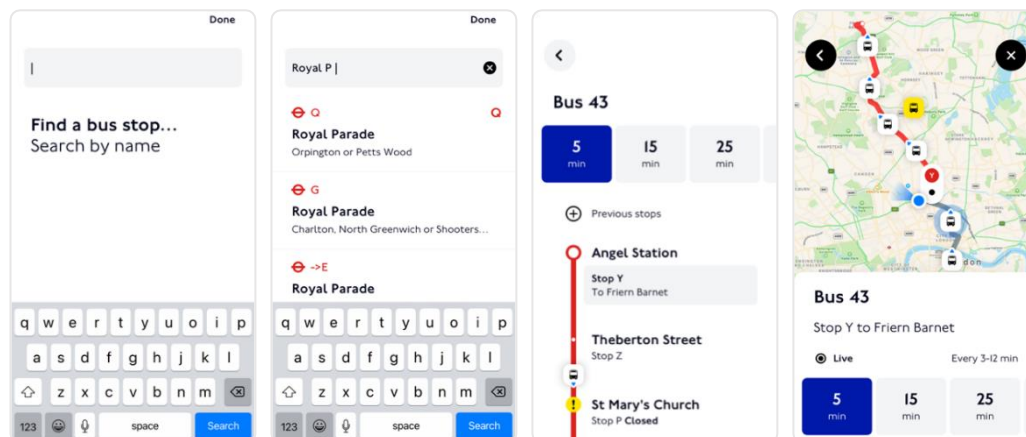 Done
Find a bus stop...
Search by name
q w e r t y u o i p
a s d f g h j k l
z x c v b n m
123 space Search
Done
Royal P
Q Q
Royal Parade
Orpington or Petts Wood
G
Royal Parade
Charlton, North Greenwich or Shooters...
->E
Royal Parade
q w e r t y u o i p
a s d f g h j k l
z x c v b n m
123 space Search
Bus 43
5 min
15 min
25 min
Previous stops
Angel Station
Stop Y
To Friern Barnet
Theberton Street
Stop Z
St Mary's Church
Stop P Closed
Y
Bus 43
Stop Y to Friern Barnet
Live Every 3-12 min
5 min
15 min
25 min